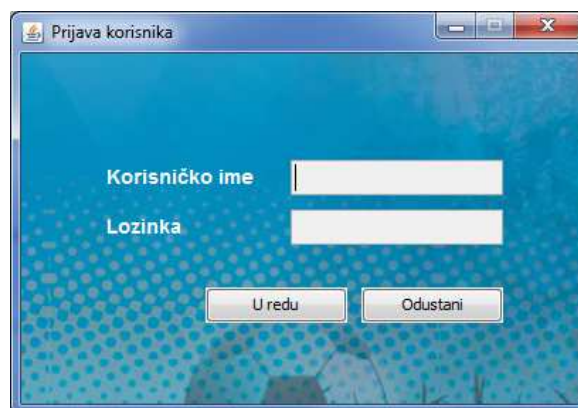 Prijava korisnika
Korisničko ime
Lozinka
U redu
Odustani